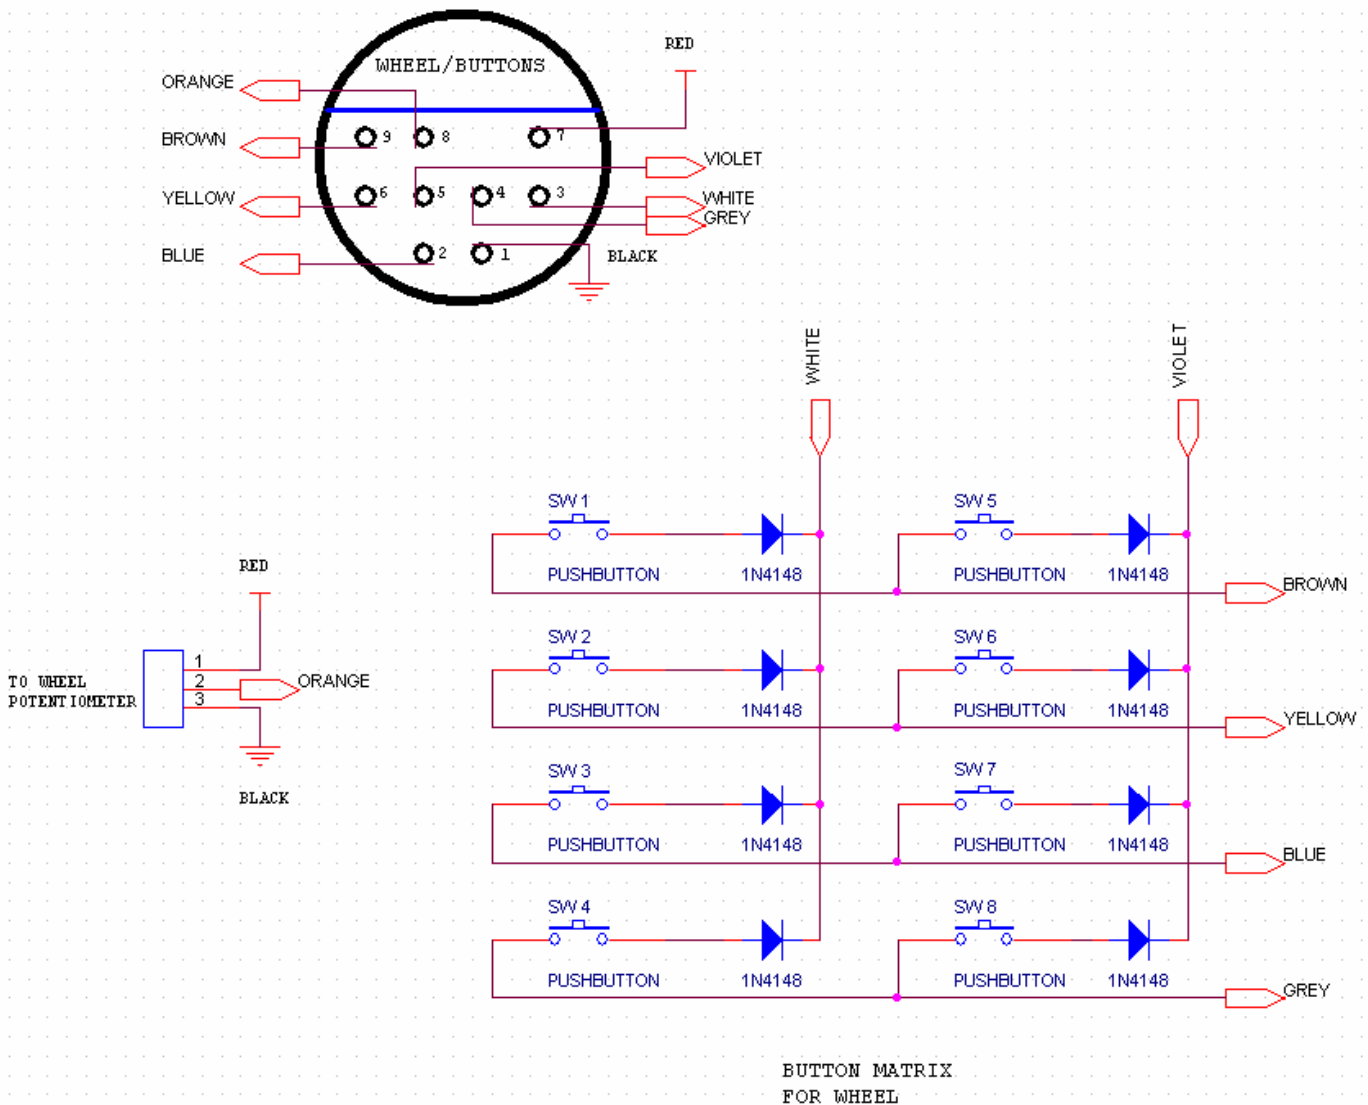 RED
WHEEL/BUTTONS
ORANGE
9 8 7
BROWN
VIOLET
YELLOW
6 5 4 3
WHITE
GREY
BLUE
2 1
BLACK
WHITE
VIOLET
SW1
SW5
PUSHBUTTON 1N4148 PUSHBUTTON 1N4148
BROWN
RED
SW2
SW6
1
2
3
TO WHEEL
POTENTIOMETER
ORANGE
PUSHBUTTON 1N4148 PUSHBUTTON 1N4148
YELLOW
BLACK
SW3
SW7
PUSHBUTTON 1N4148 PUSHBUTTON 1N4148
BLUE
SW4
SW8
PUSHBUTTON 1N4148 PUSHBUTTON 1N4148
GREY
BUTTON MATRIX
FOR WHEEL